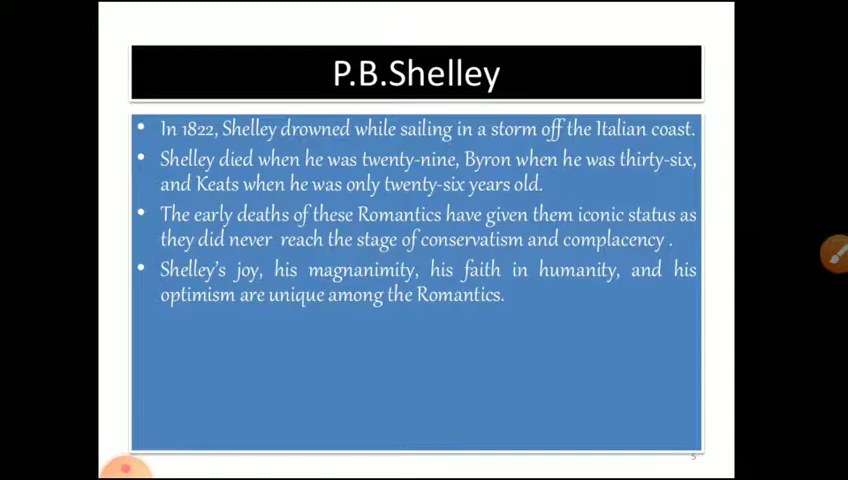 P.B.Shelley
• In 1822, Shelley drowned while sailing in a storm off the Italian coast.
• Shelley died when he was twenty-nine, Byron when he was thirty-six,
and Keats when he was only twenty-six years old.
• The early deaths of these Romantics have given them iconic status as
they did never reach the stage of conservatism and complacency .
• Shelley's joy, his magnanimity, his faith in humanity, and his
optimism are unique among the Romantics.
5